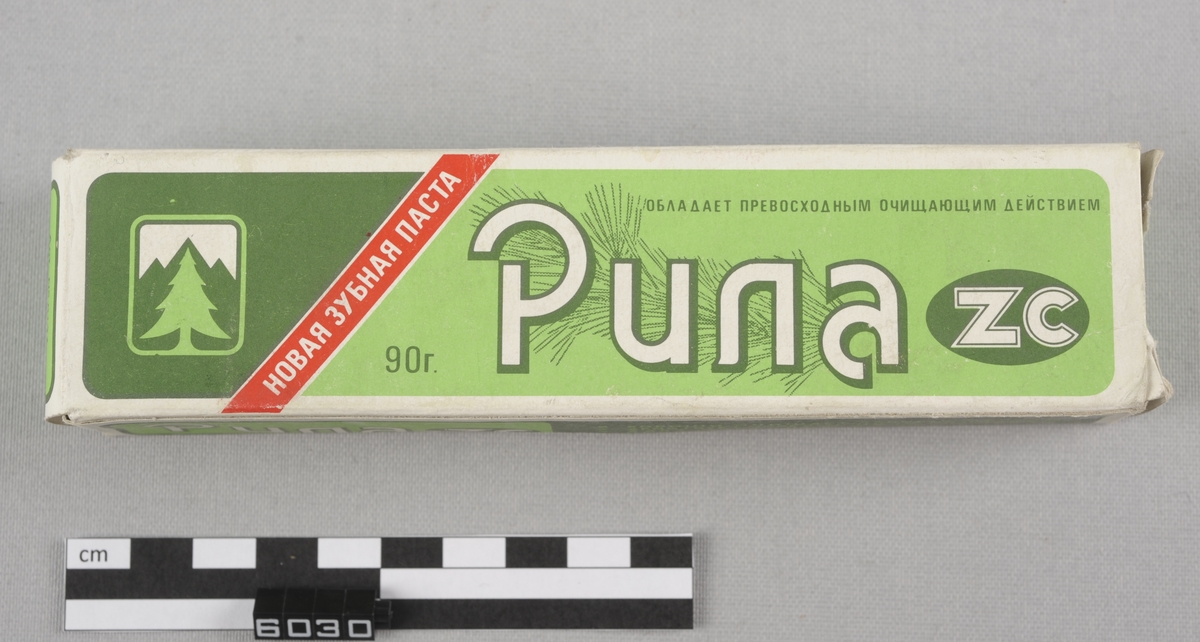 НОВАЯ ЗУБНАЯ ПАСТА
ОБЛАДАЕТ ПРЕВОСХОДНЫМ ОЧИЩАЮЩИМ ДЕЙСТВИЕМ
Рила
ZC
90г.
cm
6030